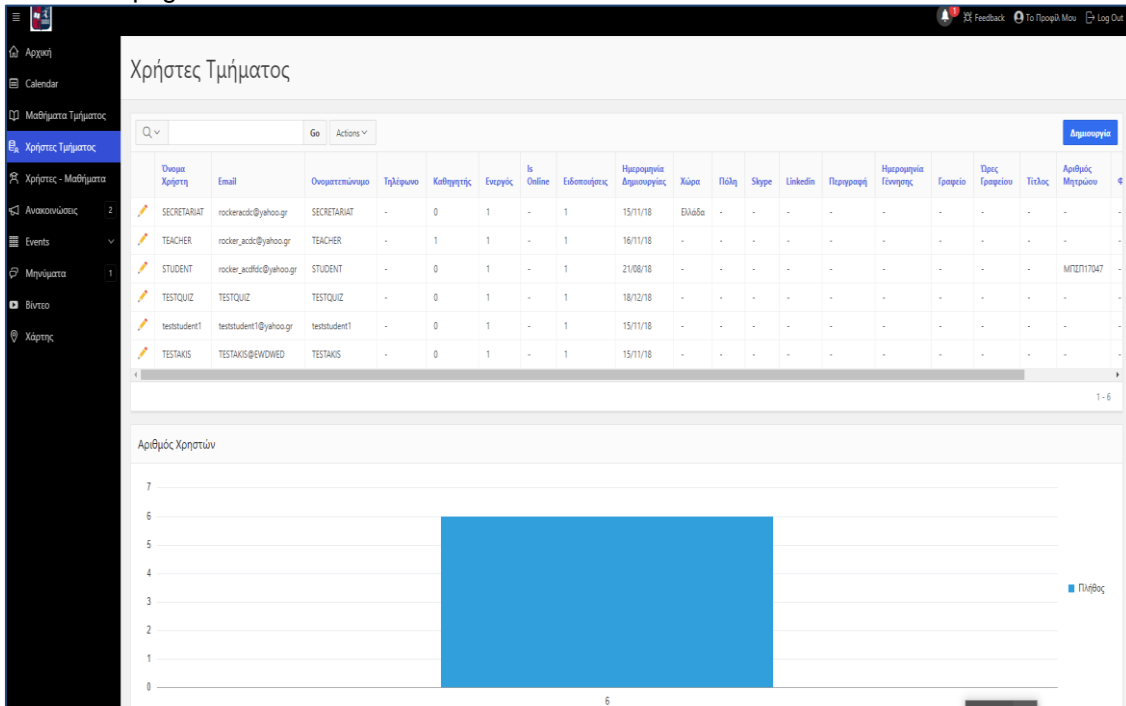 Feedback Το Προφίλ Μου Log Out
1
Αρχική
Calendar
Μαθήματα Τμήματος
Χρήστες Τμήματος
Χρήστες - Μαθήματα
Ανακοινώσεις 2
Events
Μηνύματα 1
Βίντεο
Χάρτης
Χρήστες Τμήματος
Go Actions Δημιουργία
Όνομα Χρήστη Email Ονοματεπώνυμο Τηλέφωνο Καθηγητής Ενεργός Is Online Ειδοποιήσεις Ημερομηνία Δημιουργίας Χώρα Πόλη Skype Linkedin Περιγραφή Ημερομηνία Γέννησης Γραφείο Ώρες Γραφείου Τίτλος Αριθμός Μητρώου Φ
SECRETARIAT rockeracdc@yahoo.gr SECRETARIAT - 0 1 - 1 15/11/18 Ελλάδα - - - - - - - - - -
TEACHER rocker_acdc@yahoo.gr TEACHER - 1 1 - 1 16/11/18 - - - - - - - - - - -
STUDENT rocker_acdfdc@yahoo.gr STUDENT - 0 1 - 1 21/08/18 - - - - - - - - - ΜΠΣΠ17047 -
TESTQUIZ TESTQUIZ TESTQUIZ - 0 1 - 1 18/12/18 - - - - - - - - - - -
teststudent1 teststudent1@yahoo.gr teststudent1 - 0 1 - 1 15/11/18 - - - - - - - - - - -
TESTAKIS TESTAKIS@EWDWED TESTAKIS - 0 1 - 1 15/11/18 - - - - - - - - - - -
1 - 6
Αριθμός Χρηστών
7
6
5
4
3
2
1
0
Πλήθος
6